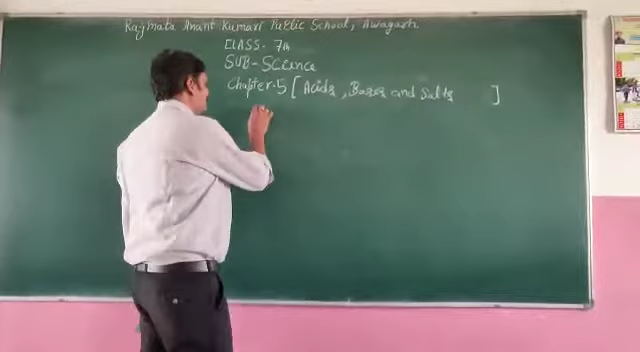 Rajmata Anant Kumari Public School, Awagarh
CLASS- 7th
SUB- Science
Chapter-5 [ Acids, Bases and Salts ]